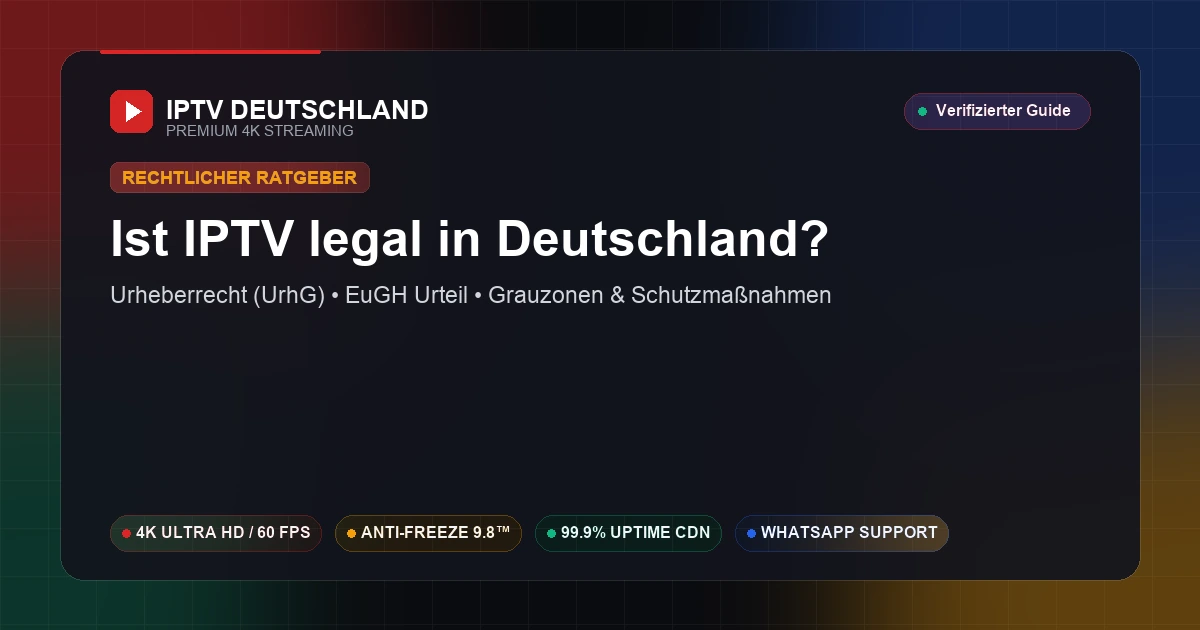 IPTV DEUTSCHLAND
PREMIUM 4K STREAMING
Verifizierter Guide
RECHTLICHER RATGEBER
Ist IPTV legal in Deutschland?
Urheberrecht (UrhG) • EuGH Urteil • Grauzonen & Schutzmaßnahmen
4K ULTRA HD / 60 FPS
ANTI-FREEZE 9.8™
99.9% UPTIME CDN
WHATSAPP SUPPORT